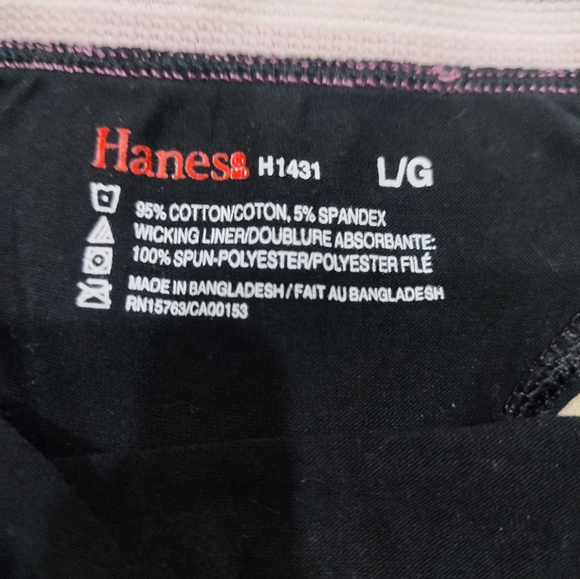 Hanes H1431 L/G
95% COTTON/COTON, 5% SPANDEX
WICKING LINER/DOUBLURE ABSORBANTE:
100% SPUN-POLYESTER/POLYESTER FILÉ
MADE IN BANGLADESH / FAIT AU BANGLADESH
RN15763/CA00153